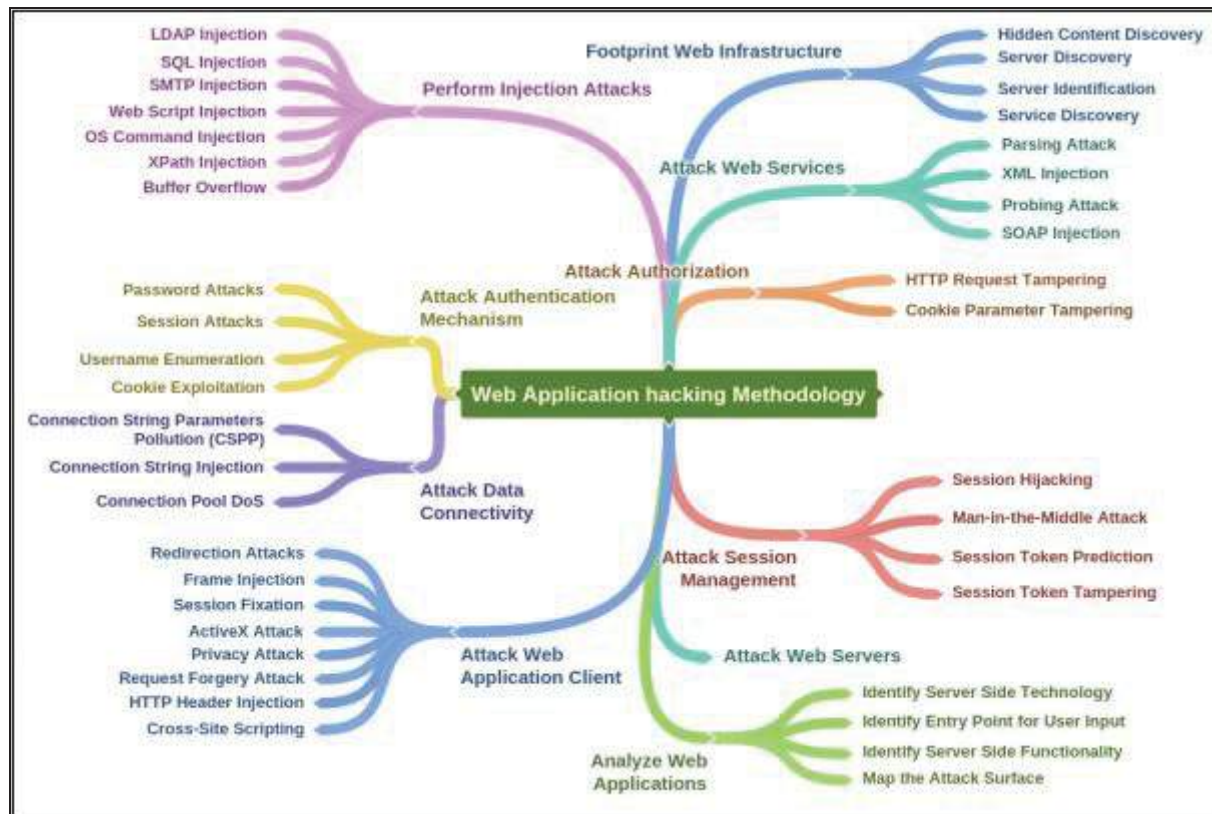 LDAP Injection
SQL Injection
SMTP Injection
Web Script Injection
OS Command Injection
XPath Injection
Buffer Overflow
Perform Injection Attacks
Footprint Web Infrastructure
Hidden Content Discovery
Server Discovery
Server Identification
Service Discovery
Attack Web Services
Parsing Attack
XML Injection
Probing Attack
SOAP Injection
Attack Authorization
HTTP Request Tampering
Cookie Parameter Tampering
Password Attacks
Session Attacks
Username Enumeration
Cookie Exploitation
Attack Authentication
Mechanism
Web Application hacking Methodology
Connection String Parameters
Pollution (CSPP)
Connection String Injection
Connection Pool DoS
Attack Data
Connectivity
Session Hijacking
Man-in-the-Middle Attack
Session Token Prediction
Session Token Tampering
Attack Session
Management
Redirection Attacks
Frame Injection
Session Fixation
ActiveX Attack
Privacy Attack
Request Forgery Attack
HTTP Header Injection
Cross-Site Scripting
Attack Web
Application Client
Attack Web Servers
Identify Server Side Technology
Identify Entry Point for User Input
Identify Server Side Functionality
Map the Attack Surface
Analyze Web
Applications